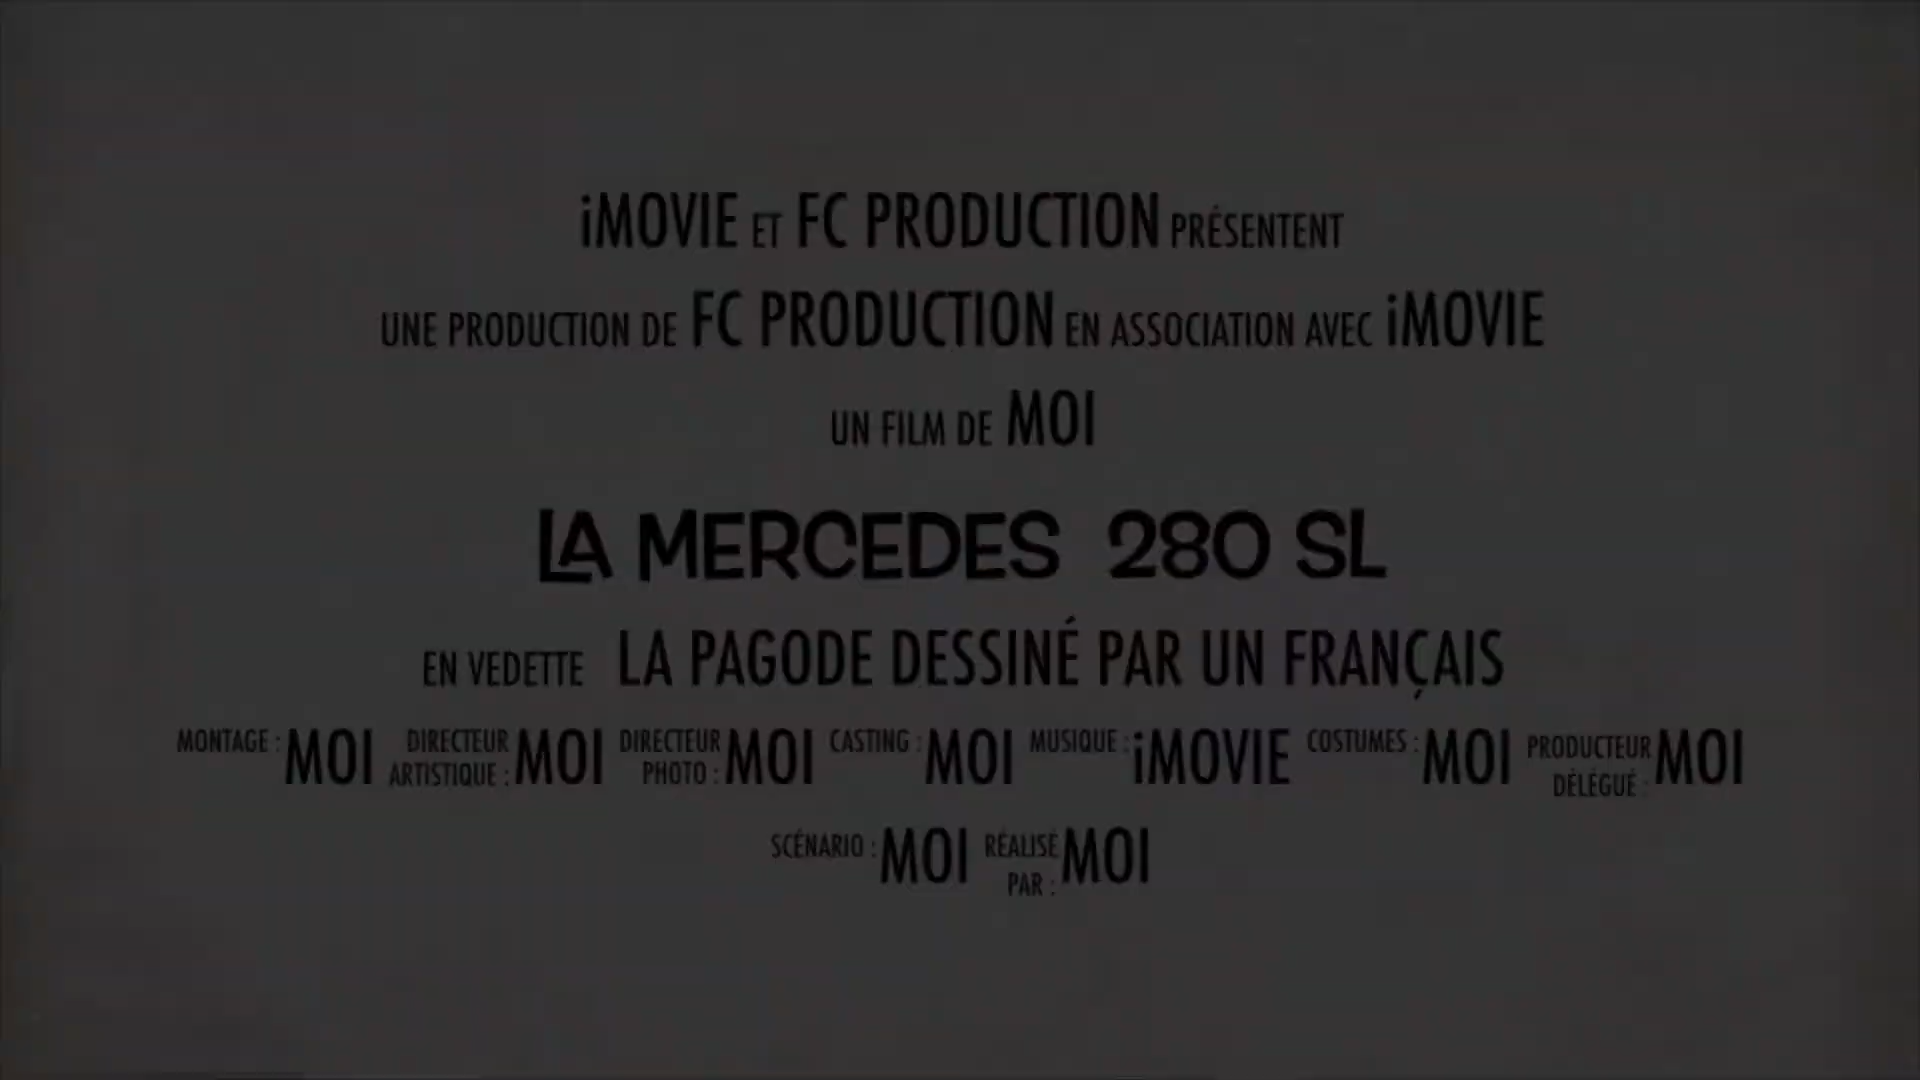 iMOVIE ET FC PRODUCTION PRÉSENTENT
UNE PRODUCTION DE FC PRODUCTION EN ASSOCIATION AVEC iMOVIE
UN FILM DE MOI
LA MERCEDES 280 SL
EN VEDETTE LA PAGODE DESSINÉ PAR UN FRANÇAIS
MONTAGE : MOI DIRECTEUR ARTISTIQUE : MOI DIRECTEUR PHOTO : MOI CASTING : MOI MUSIQUE : iMOVIE COSTUMES : MOI PRODUCTEUR DÉLÉGUÉ : MOI
SCÉNARIO : MOI RÉALISÉ PAR : MOI